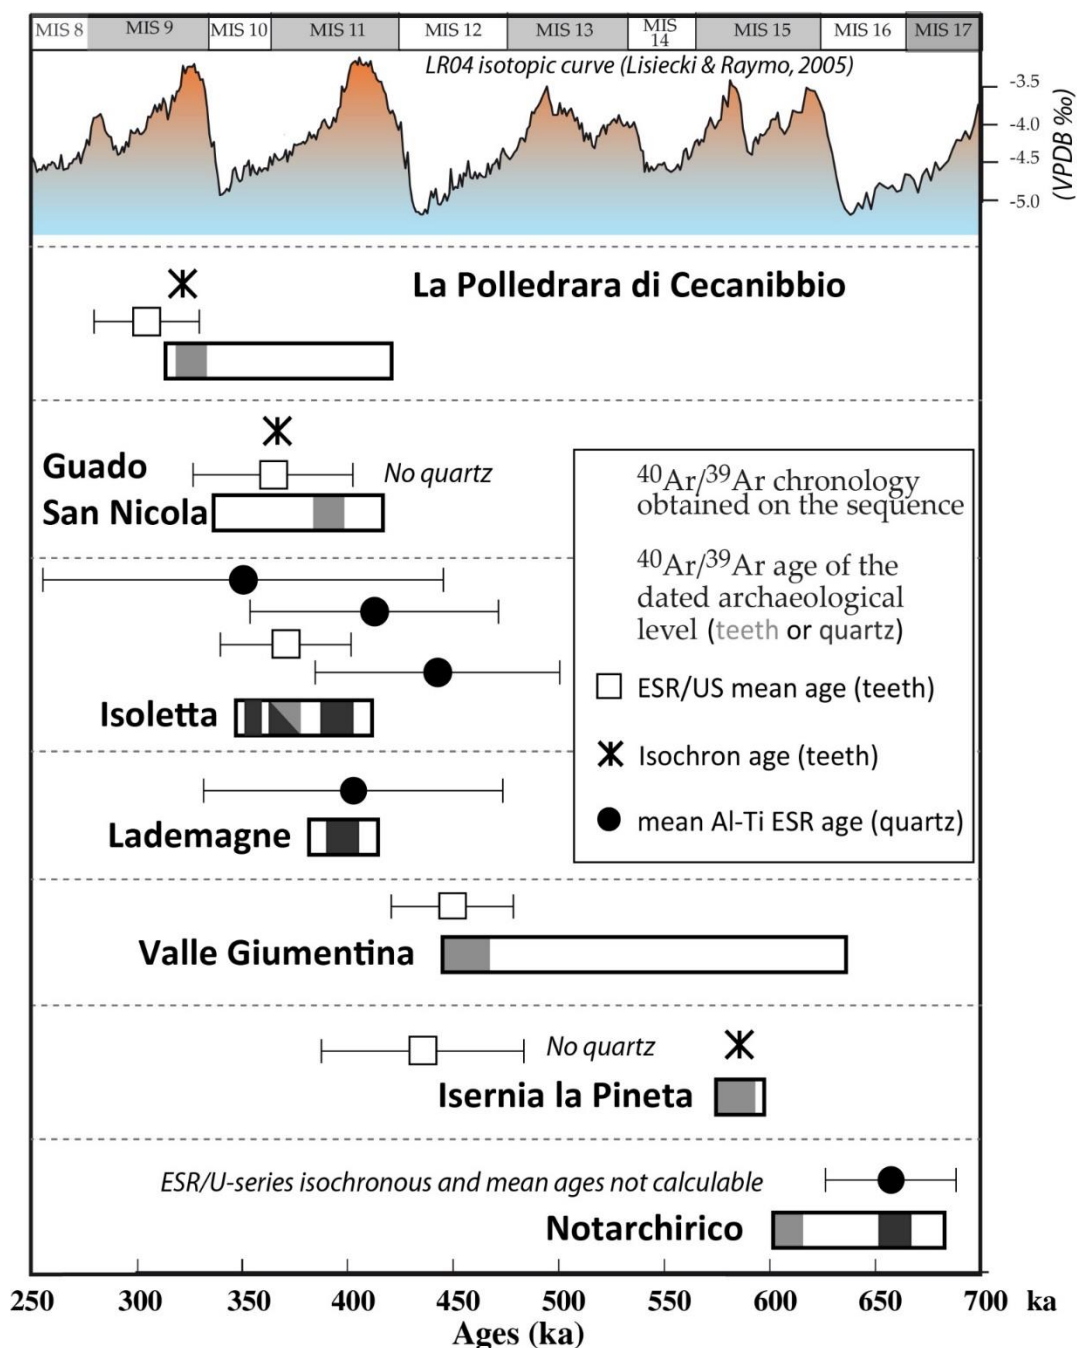 MIS 8 MIS 9 MIS 10 MIS 11 MIS 12 MIS 13 MIS 14 MIS 15 MIS 16 MIS 17
LR04 isotopic curve (Lisiecki & Raymo, 2005)
-3.5
-4.0
-4.5
-5.0
(VPDB ‰)
La Polledrara di Cecanibbio
Guado
San Nicola
No quartz
40Ar/39Ar chronology
obtained on the sequence
40Ar/39Ar age of the
dated archaeological
level (teeth or quartz)
ESR/US mean age (teeth)
Isochron age (teeth)
mean Al-Ti ESR age (quartz)
Isoletta
Lademagne
Valle Giumentina
No quartz
Isernia la Pineta
ESR/U-series isochronous and mean ages not calculable
Notarchirico
250 300 350 400 450 500 550 600 650 700 ka
Ages (ka)